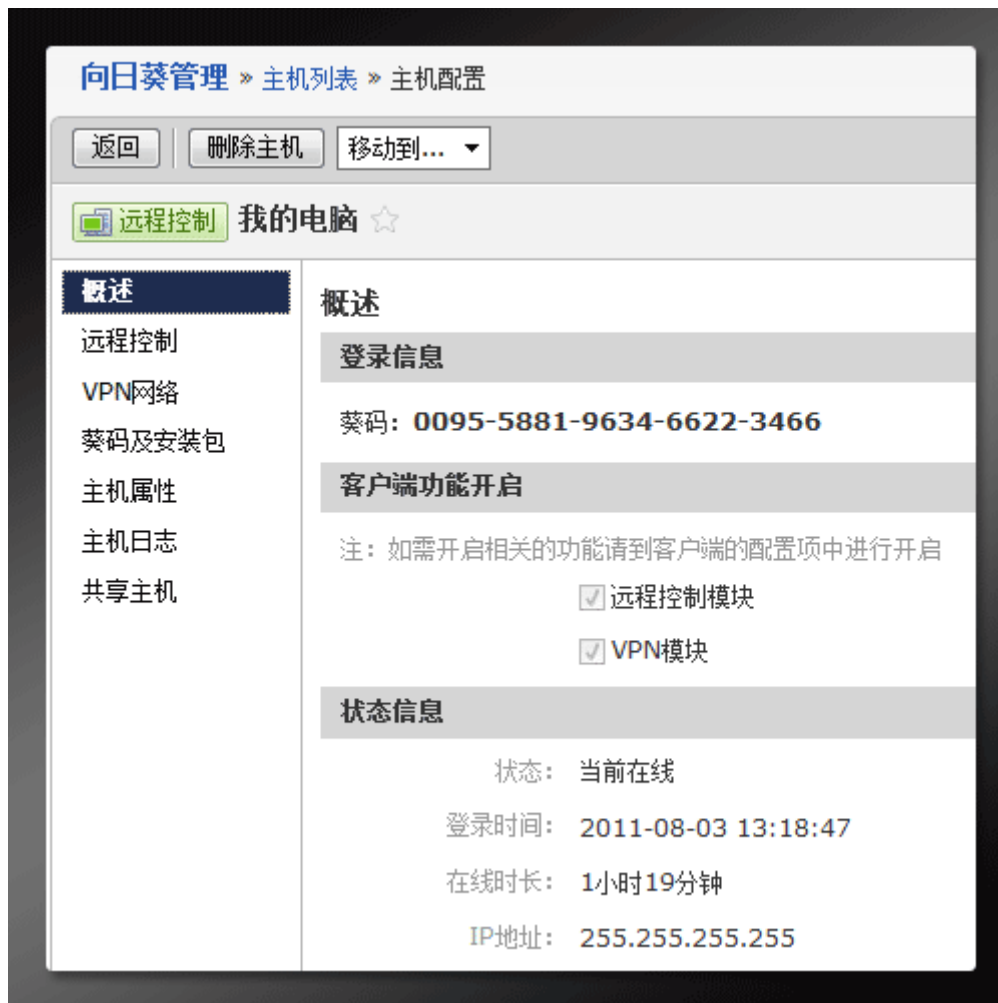 向日葵管理 » 主机列表 » 主机配置
返回 删除主机 移动到...
远程控制 我的电脑
概述
远程控制
VPN网络
葵码及安装包
主机属性
主机日志
共享主机
概述
登录信息
葵码：0095-5881-9634-6622-3466
客户端功能开启
注：如需开启相关的功能请到客户端的配置项中进行开启
远程控制模块
VPN模块
状态信息
状态：当前在线
登录时间：2011-08-03 13:18:47
在线时长：1小时19分钟
IP地址：255.255.255.255